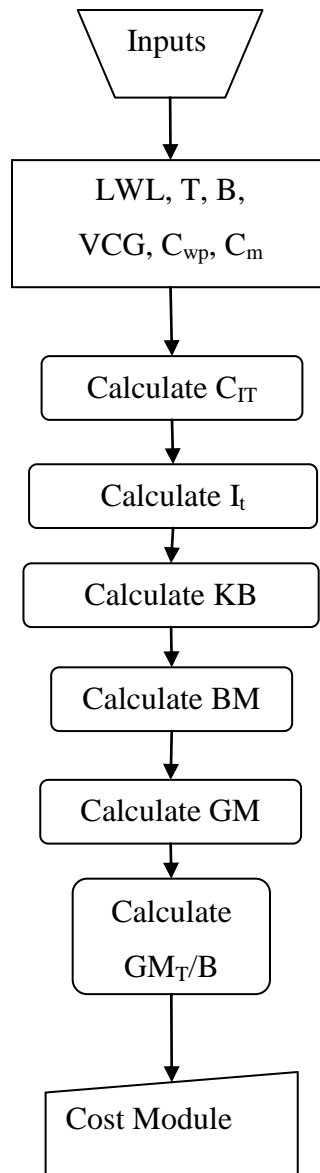 Inputs
LWL, T, B,
VCG, C_wp, C_m
Calculate C_IT
Calculate I_t
Calculate KB
Calculate BM
Calculate GM
Calculate
GM_T/B
Cost Module